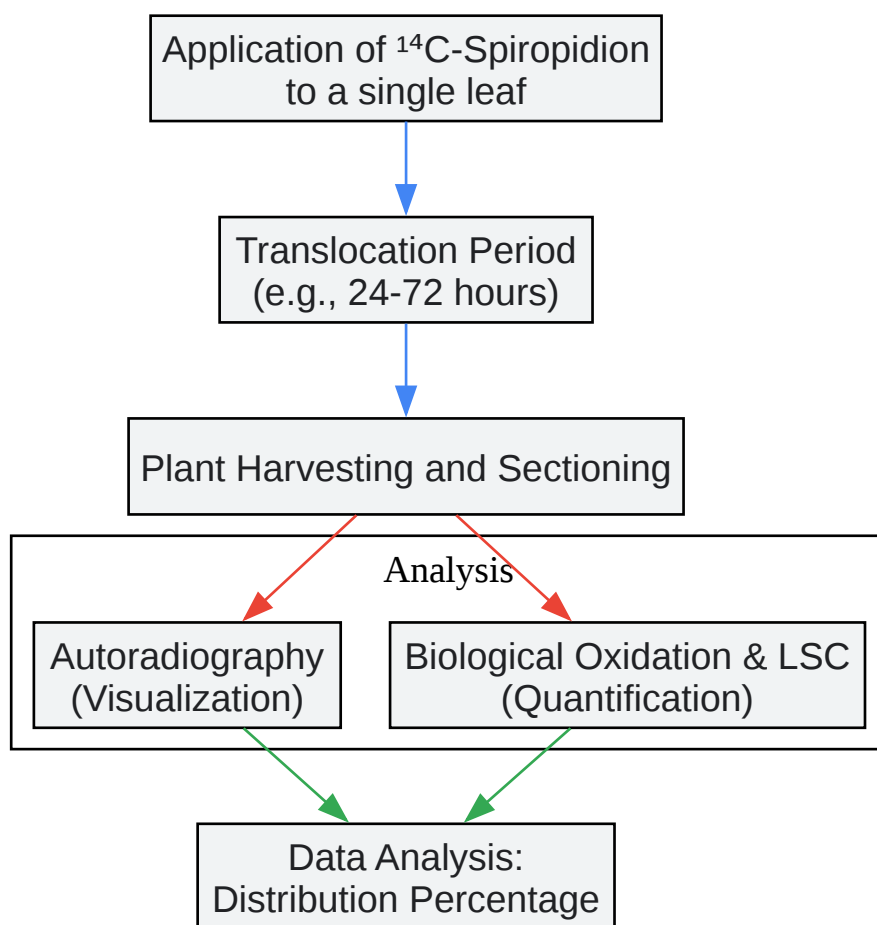 Application of ¹⁴C-Spiropidion
to a single leaf
Translocation Period
(e.g., 24-72 hours)
Plant Harvesting and Sectioning
Analysis
Autoradiography
(Visualization)
Biological Oxidation & LSC
(Quantification)
Data Analysis:
Distribution Percentage